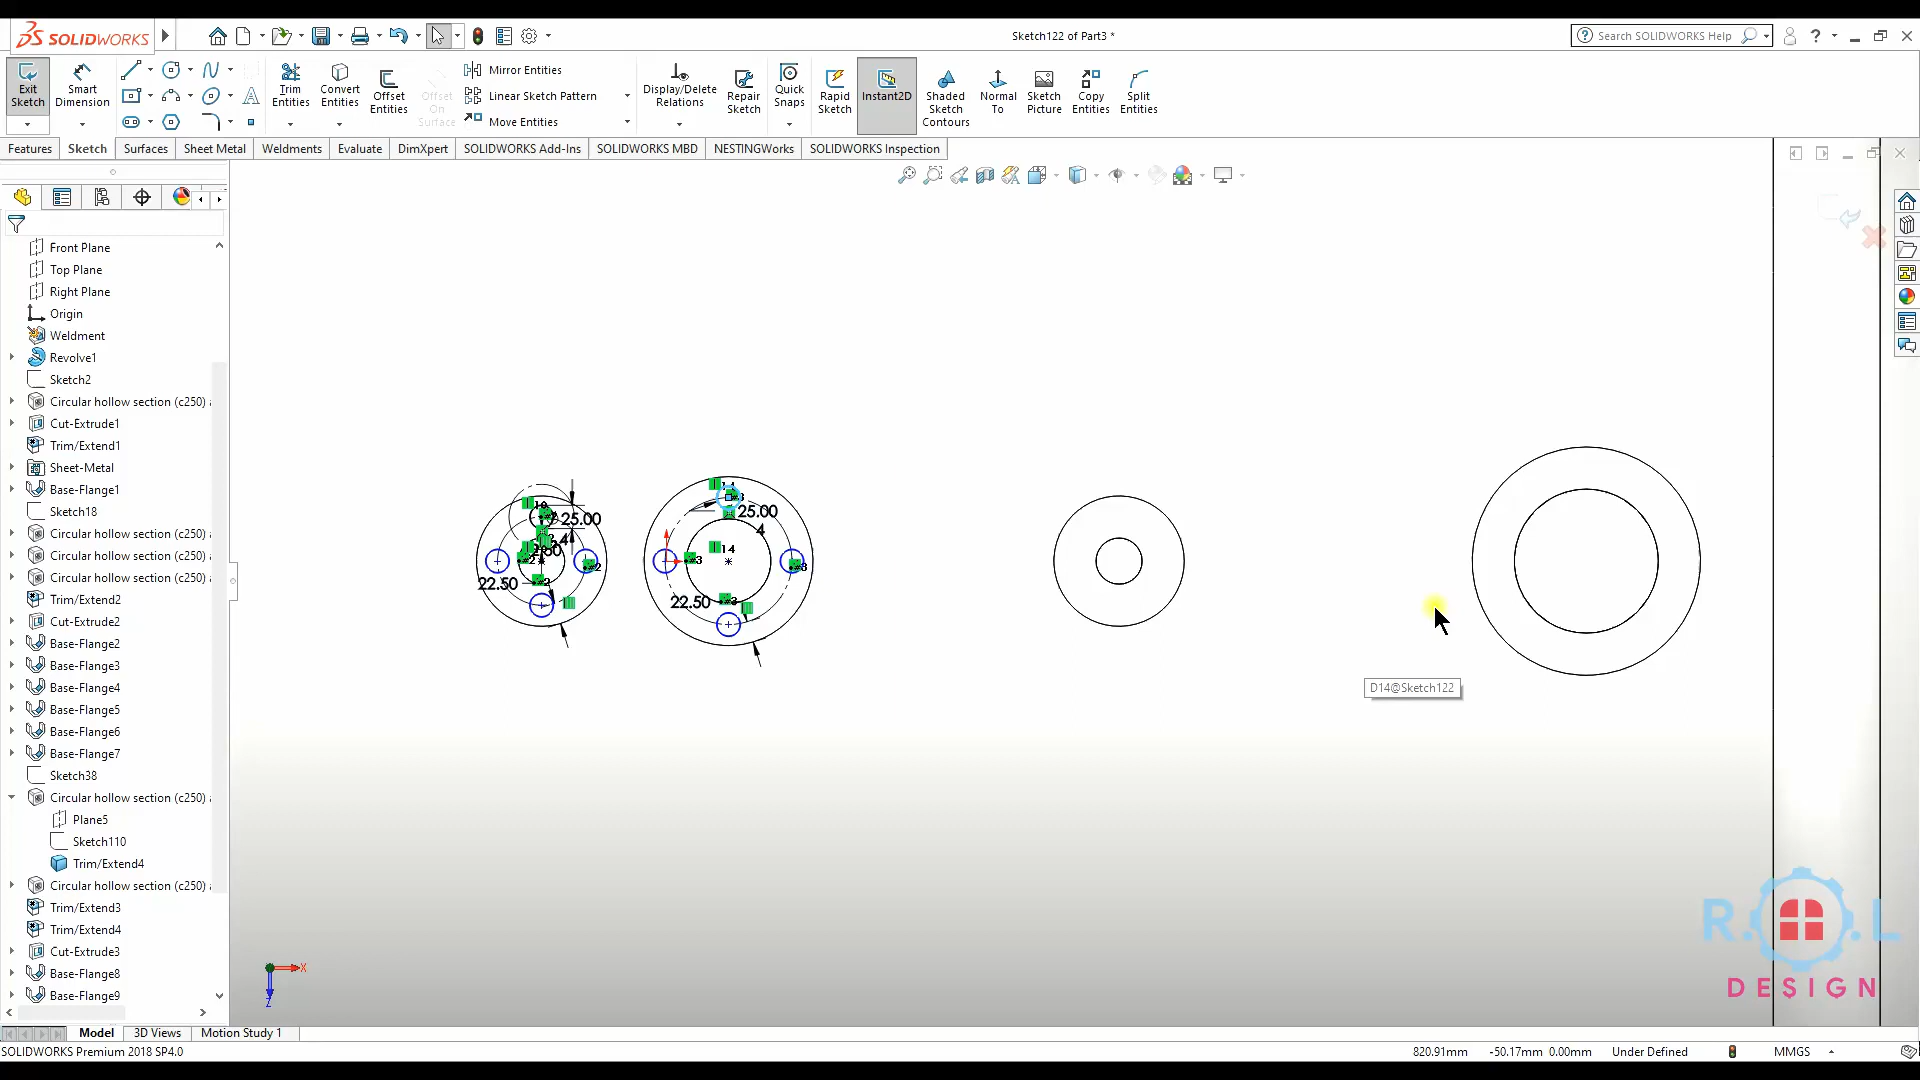 SOLIDWORKS
Sketch122 of Part3 *
Search SOLIDWORKS Help
Exit Sketch
Smart Dimension
Trim Entities
Convert Entities
Offset Entities
Offset On Surface
Mirror Entities
Linear Sketch Pattern
Move Entities
Display/Delete Relations
Repair Sketch
Quick Snaps
Rapid Sketch
Instant2D
Shaded Sketch Contours
Normal To
Sketch Picture
Copy Entities
Split Entities
Features
Sketch
Surfaces
Sheet Metal
Weldments
Evaluate
DimXpert
SOLIDWORKS Add-Ins
SOLIDWORKS MBD
NESTINGWorks
SOLIDWORKS Inspection
Front Plane
Top Plane
Right Plane
Origin
Weldment
Revolve1
Sketch2
Circular hollow section (c250)
Cut-Extrude1
Trim/Extend1
Sheet-Metal
Base-Flange1
Sketch18
Circular hollow section (c250)
Circular hollow section (c250)
Circular hollow section (c250)
Trim/Extend2
Cut-Extrude2
Base-Flange2
Base-Flange3
Base-Flange4
Base-Flange5
Base-Flange6
Base-Flange7
Sketch38
Circular hollow section (c250)
Plane5
Sketch110
Trim/Extend4
Circular hollow section (c250)
Trim/Extend3
Trim/Extend4
Cut-Extrude3
Base-Flange8
Base-Flange9
25.00
22.50
25.00
4
14
22.50
D14@Sketch122
X
Z
R.O.L
DESIGN
Model
3D Views
Motion Study 1
SOLIDWORKS Premium 2018 SP4.0
820.91mm
-50.17mm 0.00mm
Under Defined
MMGS